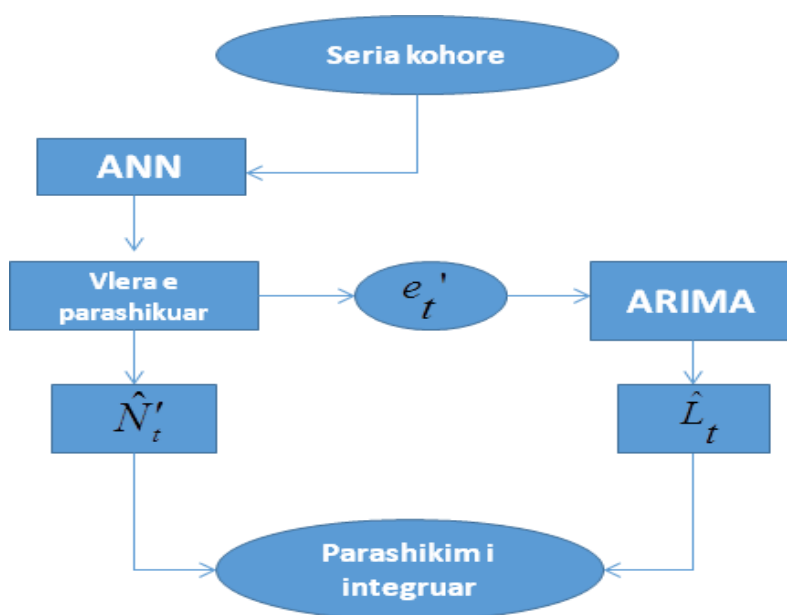 Seria kohore
ANN
Vlera e
parashikuar
e_t'
ARIMA
N̂'_t
L̂_t
Parashikim i
integruar